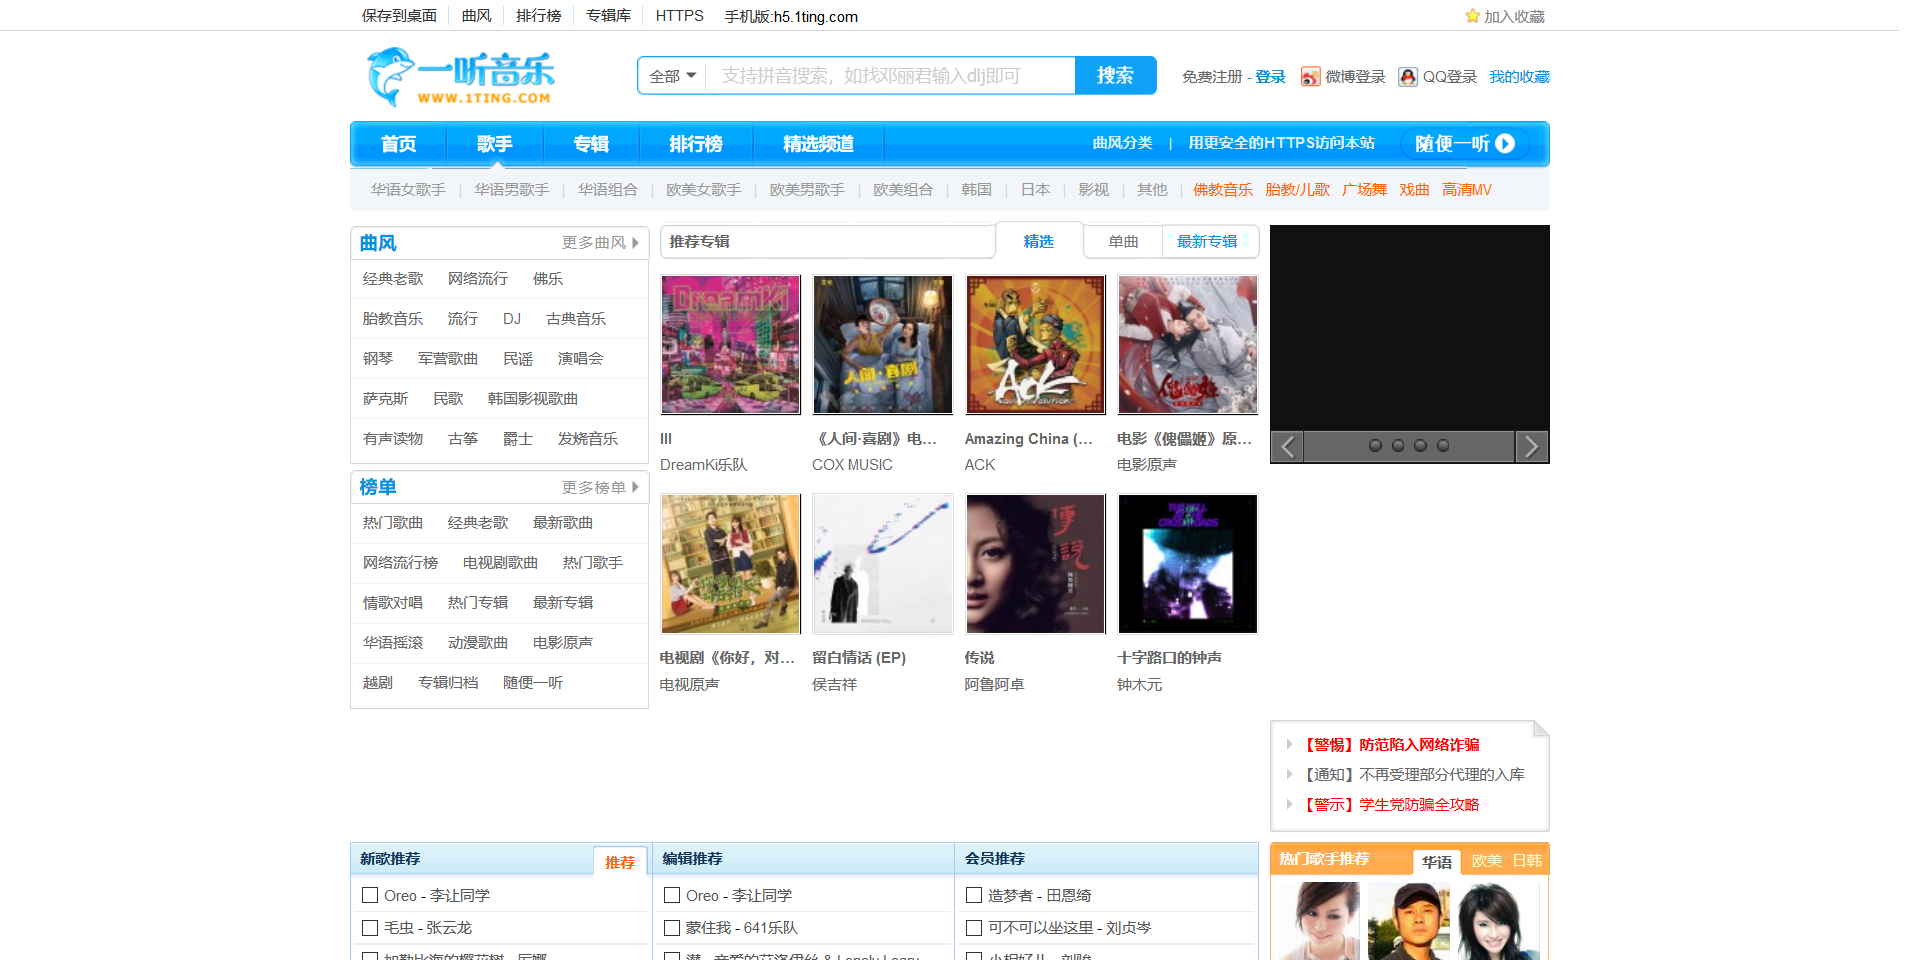 保存到桌面 曲风 排行榜 专辑库 HTTPS 手机版:h5.1ting.com 加入收藏
一听音乐
WWW.1TING.COM
全部 支持拼音搜索，如找邓丽君输入dlj即可 搜索 免费注册 - 登录 微博登录 QQ登录 我的收藏
首页 歌手 专辑 排行榜 精选频道 曲风分类 | 用更安全的HTTPS访问本站 随便一听
华语女歌手 | 华语男歌手 | 华语组合 | 欧美女歌手 | 欧美男歌手 | 欧美组合 | 韩国 | 日本 | 影视 | 其他 | 佛教音乐 胎教/儿歌 广场舞 戏曲 高清MV
曲风 更多曲风
经典老歌 网络流行 佛乐
胎教音乐 流行 DJ 古典音乐
钢琴 军营歌曲 民谣 演唱会
萨克斯 民歌 韩国影视歌曲
有声读物 古筝 爵士 发烧音乐
榜单 更多榜单
热门歌曲 经典老歌 最新歌曲
网络流行榜 电视剧歌曲 热门歌手
情歌对唱 热门专辑 最新专辑
华语摇滚 动漫歌曲 电影原声
越剧 专辑归档 随便一听
推荐专辑 精选 单曲 最新专辑
DreamKi
人间·喜剧
ACK
III
DreamKi乐队
《人间·喜剧》电...
COX MUSIC
Amazing China (...
ACK
电影《傀儡姬》原...
电影原声
傳說
电视剧《你好，对...
电视原声
留白情话 (EP)
侯吉祥
传说
阿鲁阿卓
十字路口的钟声
钟木元
【警惕】防范陷入网络诈骗
【通知】不再受理部分代理的入库
【警示】学生党防骗全攻略
新歌推荐 推荐
Oreo - 李让同学
毛虫 - 张云龙
加勒比海的樱花树 - 厉娜
编辑推荐
Oreo - 李让同学
蒙住我 - 641乐队
会员推荐
造梦者 - 田恩绮
可不可以坐这里 - 刘贞岑
热门歌手推荐 华语 欧美 日韩